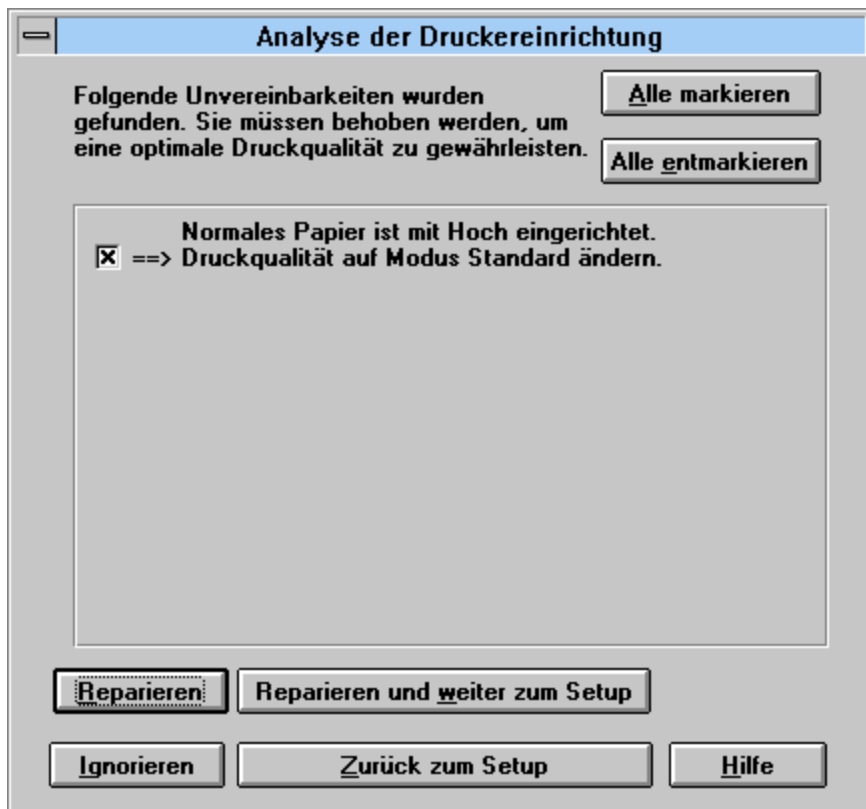 Analyse der Druckereinrichtung
Folgende Unvereinbarkeiten wurden
gefunden. Sie müssen behoben werden, um
eine optimale Druckqualität zu gewährleisten.
Alle markieren
Alle entmarkieren
Normales Papier ist mit Hoch eingerichtet.
==> Druckqualität auf Modus Standard ändern.
Reparieren
Reparieren und weiter zum Setup
Ignorieren
Zurück zum Setup
Hilfe